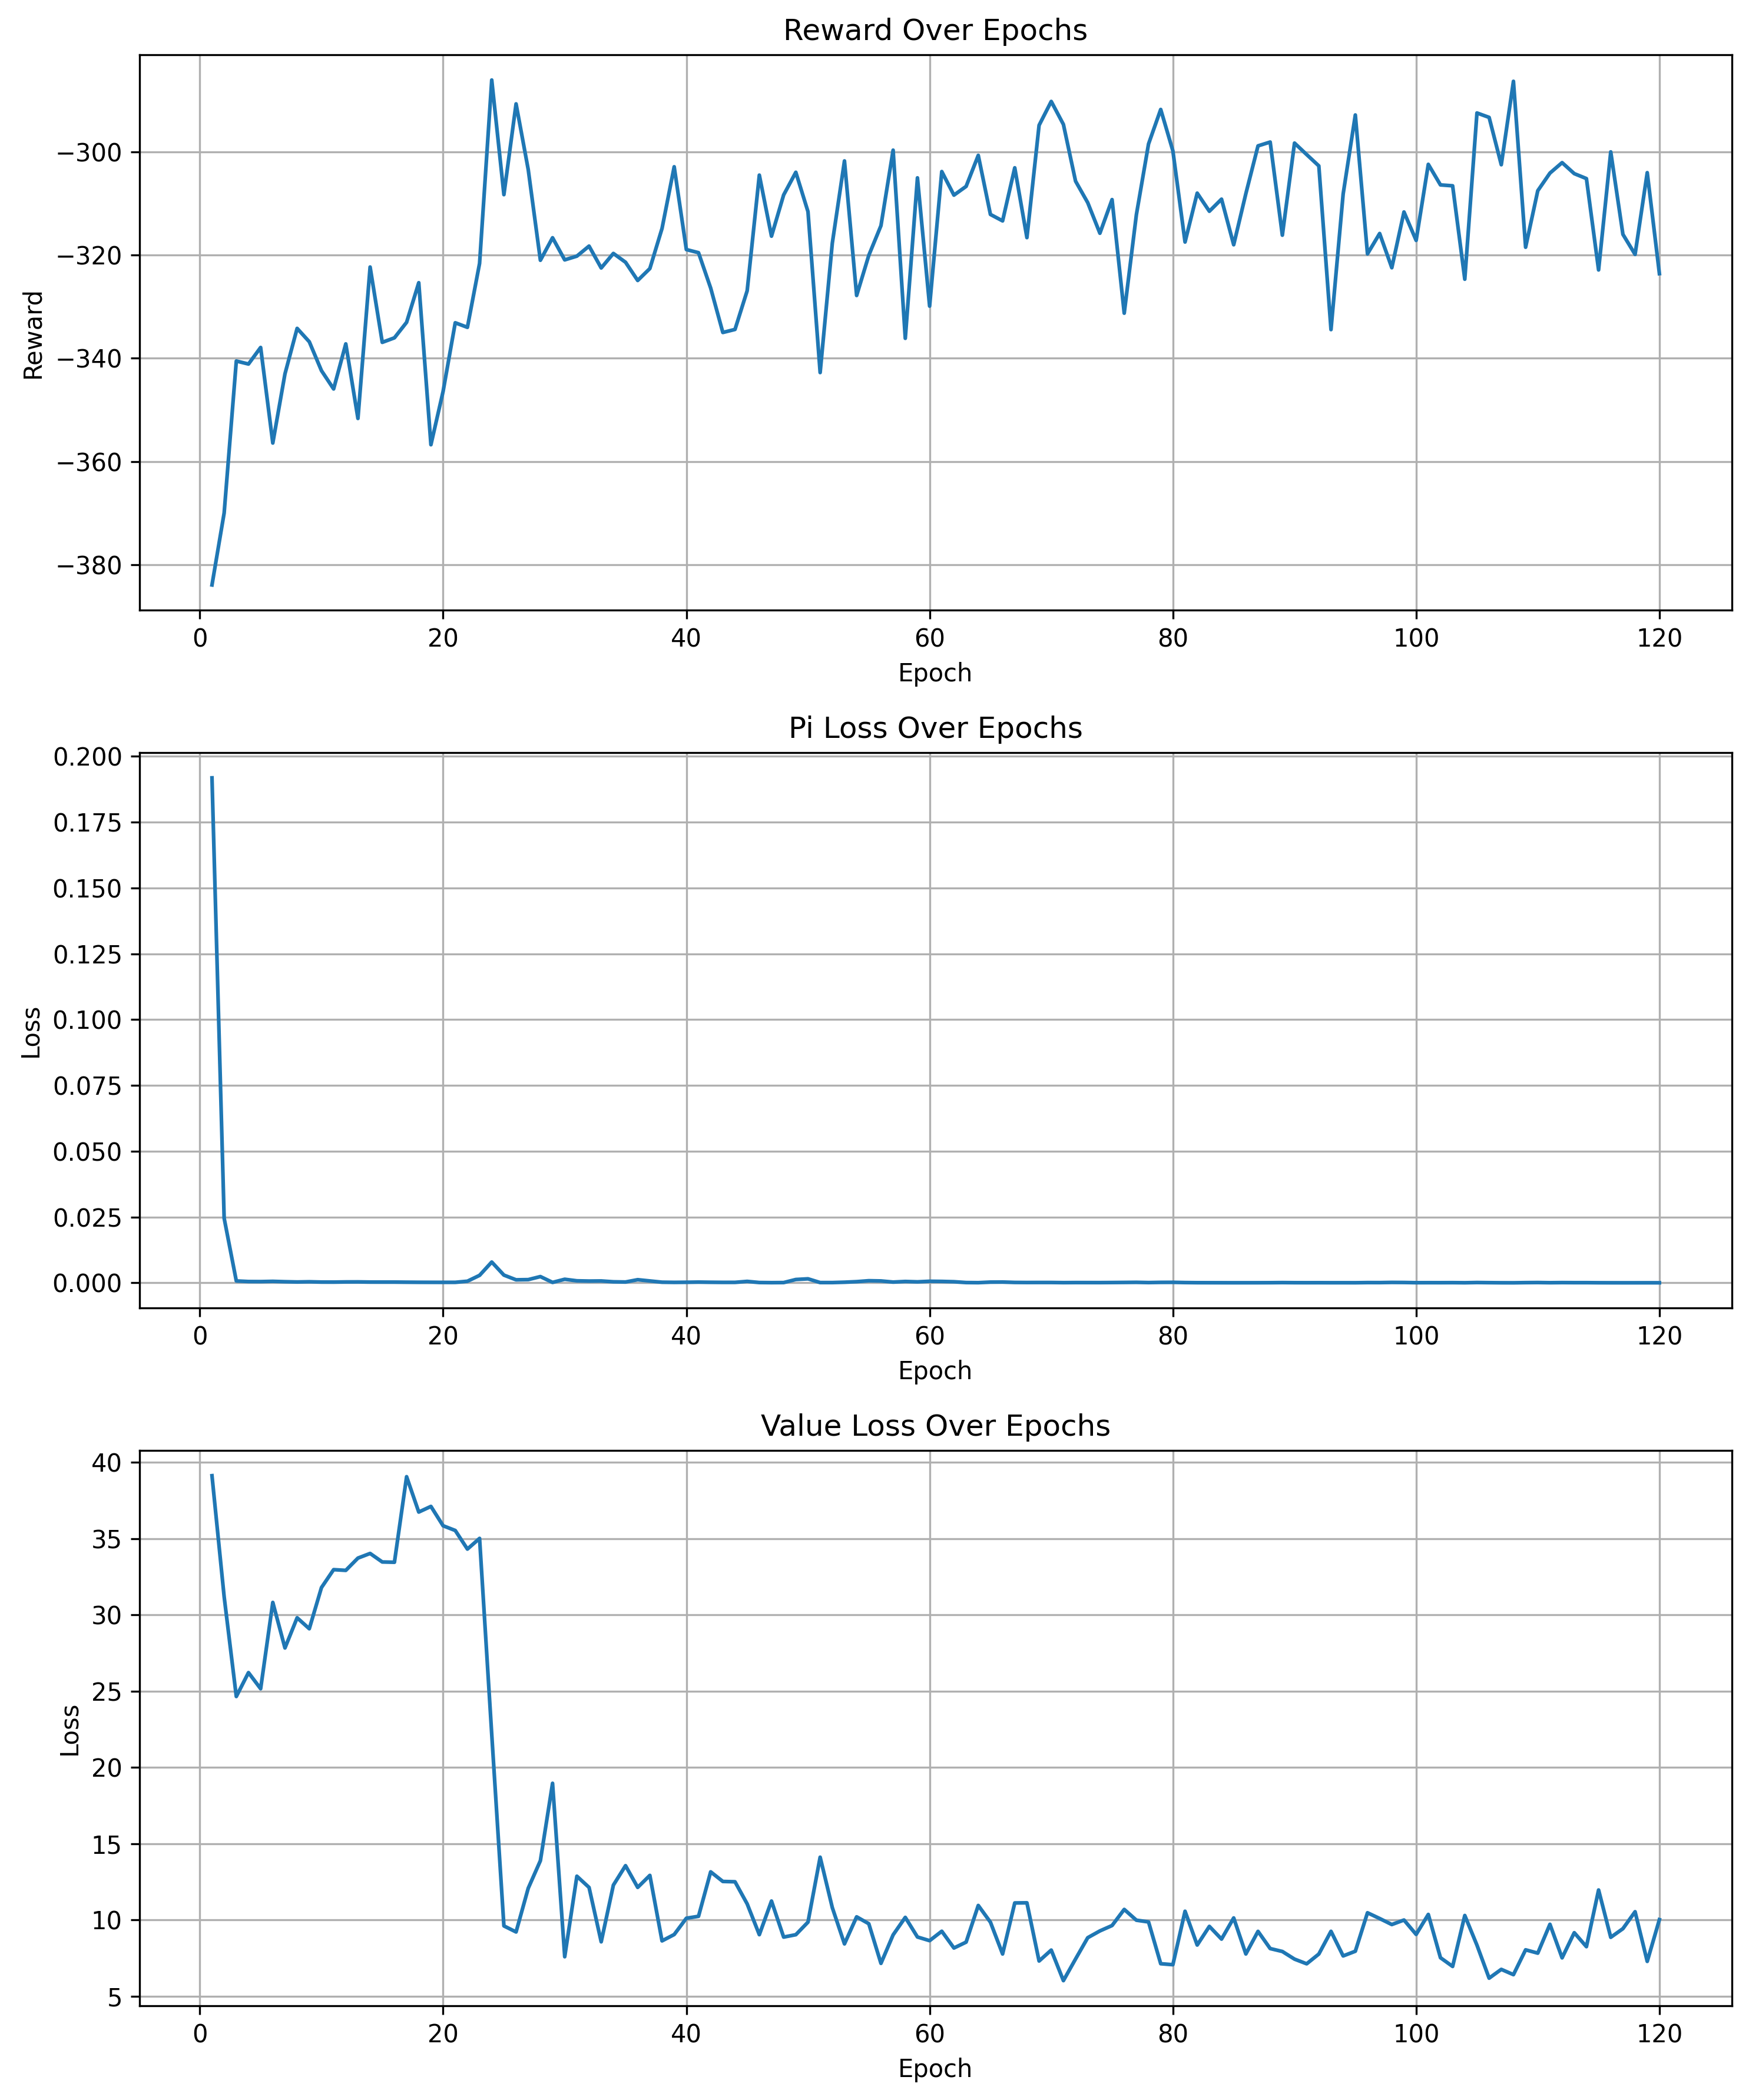 Reward Over Epochs
Reward
−300
−320
−340
−360
−380
0 20 40 60 80 100 120
Epoch
Pi Loss Over Epochs
Loss
0.200
0.175
0.150
0.125
0.100
0.075
0.050
0.025
0.000
0 20 40 60 80 100 120
Epoch
Value Loss Over Epochs
Loss
40
35
30
25
20
15
10
5
0 20 40 60 80 100 120
Epoch